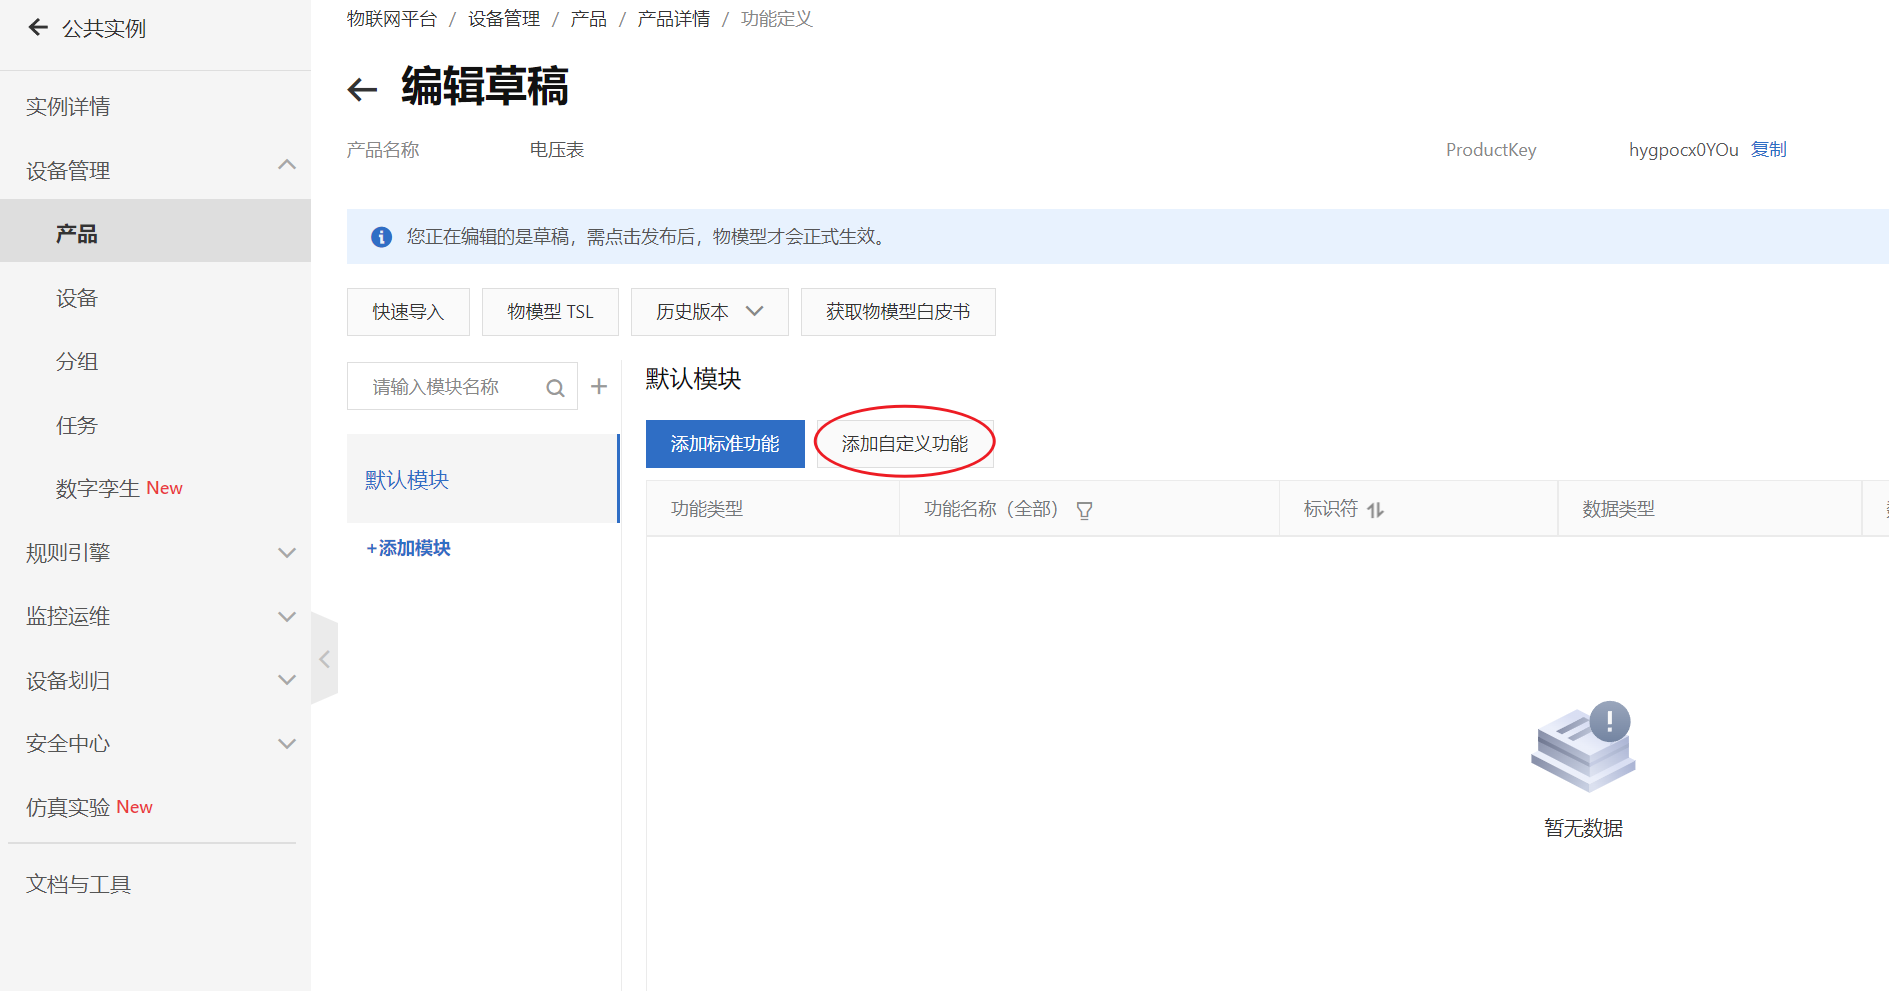 公共实例
实例详情
设备管理
产品
设备
分组
任务
数字孪生 New
规则引擎
监控运维
设备划归
安全中心
仿真实验 New
文档与工具
物联网平台 / 设备管理 / 产品 / 产品详情 / 功能定义
编辑草稿
产品名称 电压表 ProductKey hygpocx0YOu 复制
您正在编辑的是草稿，需点击发布后，物模型才会正式生效。
快速导入 物模型 TSL 历史版本 获取物模型白皮书
请输入模块名称 +
默认模块
+添加模块
默认模块
添加标准功能 添加自定义功能
功能类型 功能名称（全部） 标识符 数据类型
暂无数据